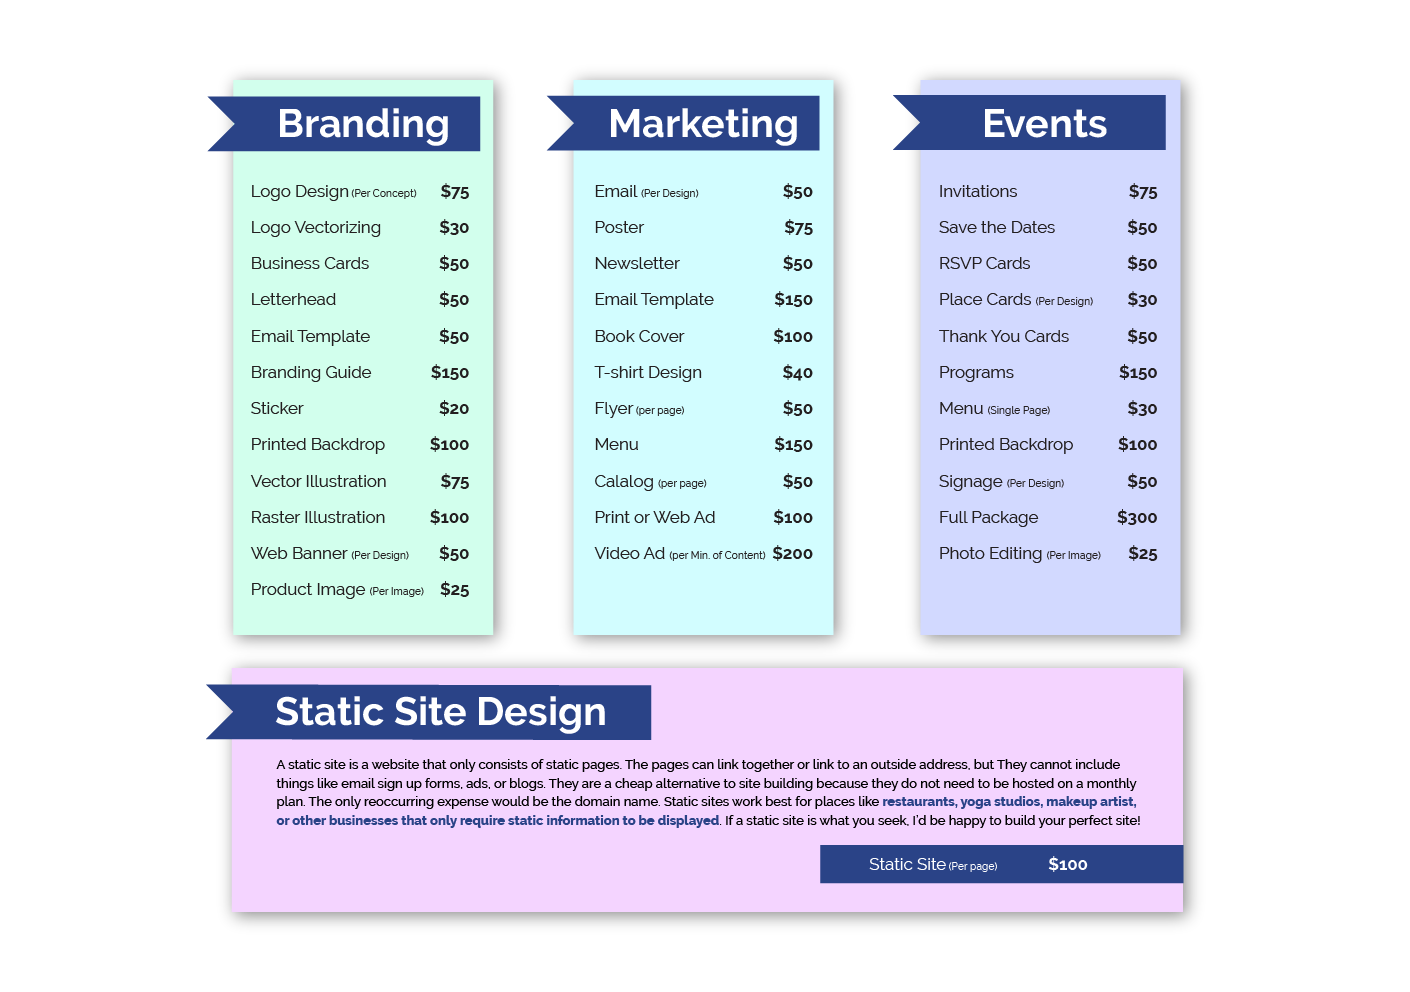 Branding
Logo Design (Per Concept) $75
Logo Vectorizing $30
Business Cards $50
Letterhead $50
Email Template $50
Branding Guide $150
Sticker $20
Printed Backdrop $100
Vector Illustration $75
Raster Illustration $100
Web Banner (Per Design) $50
Product Image (Per Image) $25
Marketing
Email (Per Design) $50
Poster $75
Newsletter $50
Email Template $150
Book Cover $100
T-shirt Design $40
Flyer (per page) $50
Menu $150
Calalog (per page) $50
Print or Web Ad $100
Video Ad (per Min. of Content) $200
Events
Invitations $75
Save the Dates $50
RSVP Cards $50
Place Cards (Per Design) $30
Thank You Cards $50
Programs $150
Menu (Single Page) $30
Printed Backdrop $100
Signage (Per Design) $50
Full Package $300
Photo Editing (Per Image) $25
Static Site Design
A static site is a website that only consists of static pages. The pages can link together or link to an outside address, but They cannot include
things like email sign up forms, ads, or blogs. They are a cheap alternative to site building because they do not need to be hosted on a monthly
plan. The only reoccurring expense would be the domain name. Static sites work best for places like restaurants, yoga studios, makeup artist,
or other businesses that only require static information to be displayed. If a static site is what you seek, I'd be happy to build your perfect site!
Static Site (Per page) $100